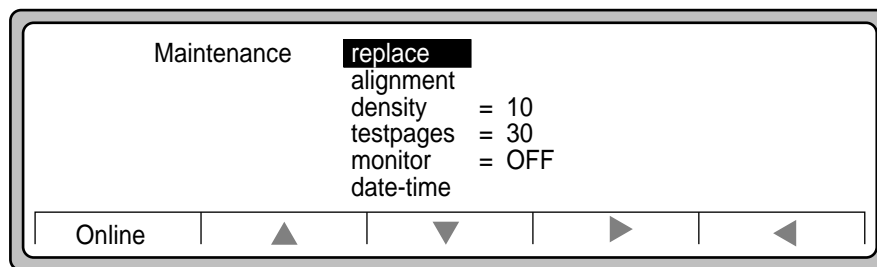 Maintenance replace
alignment
density = 10
testpages = 30
monitor = OFF
date-time
Online